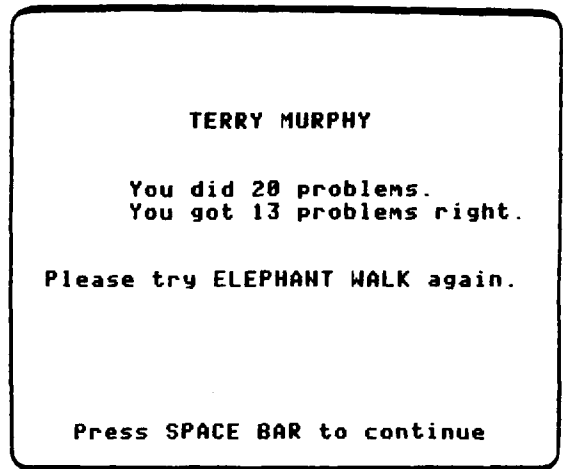 TERRY MURPHY
You did 20 problems.
You got 13 problems right.
Please try ELEPHANT WALK again.
Press SPACE BAR to continue